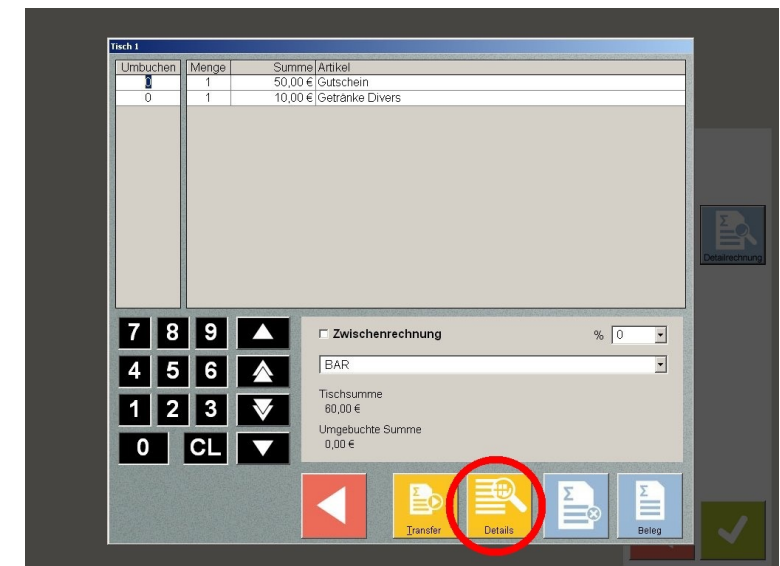 Tisch 1
Umbuchen Menge Summe Artikel
0 1 50,00 € Gutschein
0 1 10,00 € Getränke Divers
Σ
Detailrechnung
7 8 9
Zwischenrechnung % 0
4 5 6
BAR
1 2 3
Tischsumme
60,00 €
Umgebuchte Summe
0,00 €
0 CL
Σ Σ Σ
Transfer Details Beleg